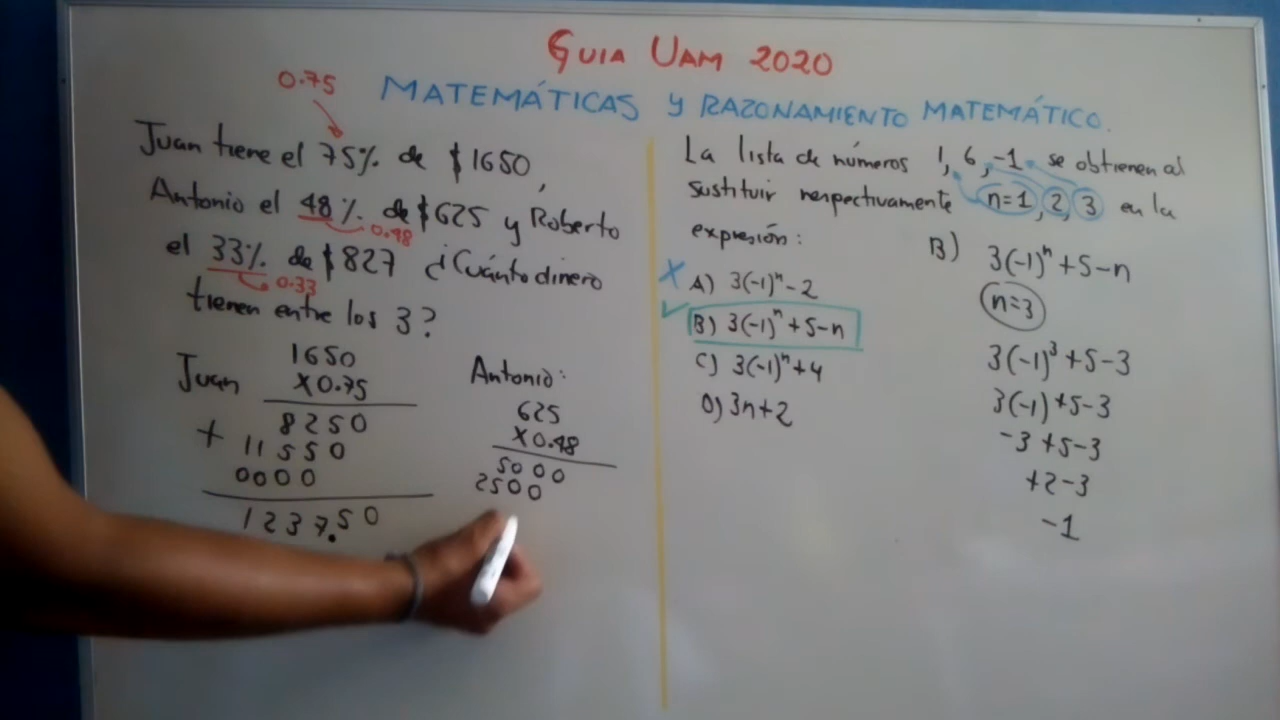 GUIA UAM 2020
MATEMÁTICAS Y RAZONAMIENTO MATEMÁTICO.
0.75
Juan tiene el 75% de $1650,
Antonio el 48% de $625 y Roberto
0.48
el 33% de $827 ¿Cuánto dinero
0.33
tienen entre los 3?
Juan
1650
X0.75
8250
+ 11550
0000
1237.50
Antonio:
625
X0.48
5000
2500
La lista de números 1, 6, -1 se obtienen al
sustituir respectivamente n=1, 2, 3 en la
expresión:
X A) 3(-1)ⁿ-2
✓ B) 3(-1)ⁿ+5-n
C) 3(-1)ⁿ+4
D) 3n+2
B) 3(-1)ⁿ+5-n
n=3
3(-1)³+5-3
3(-1)+5-3
-3+5-3
+2-3
-1